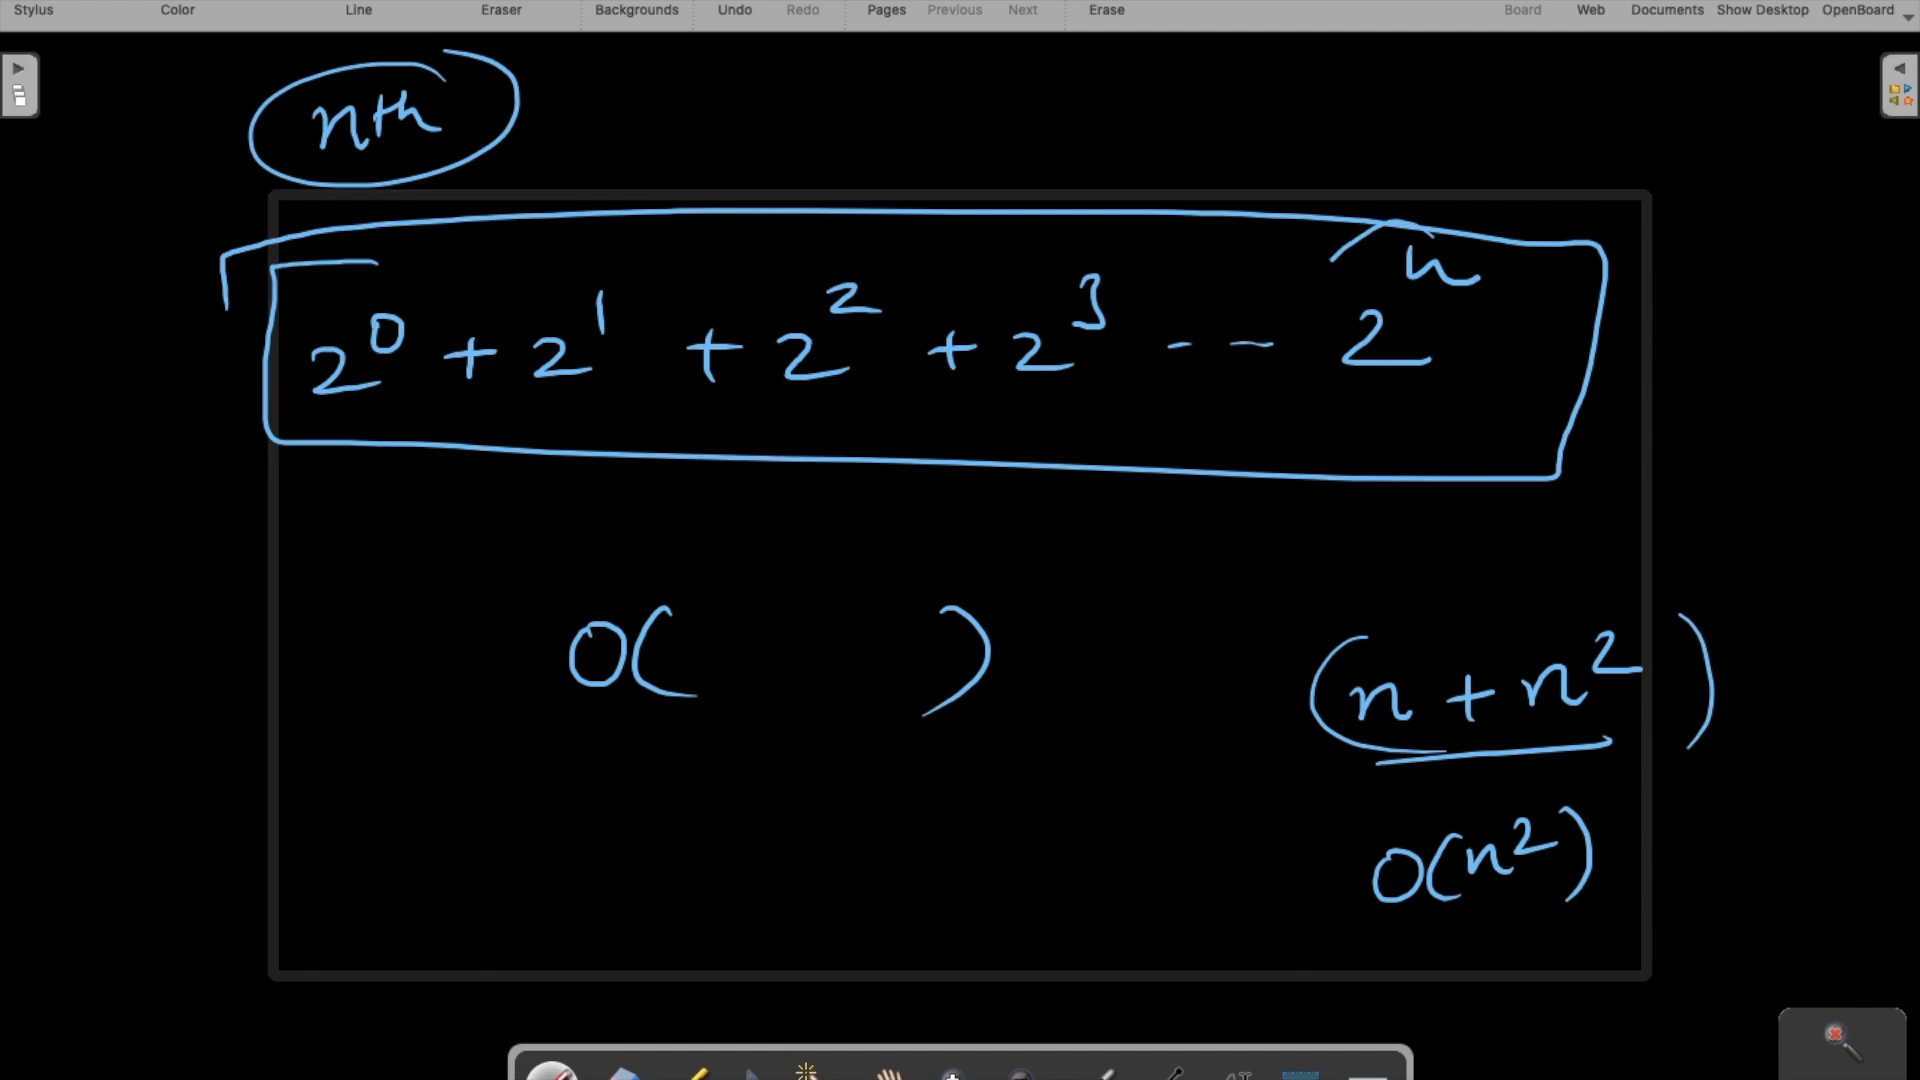 Stylus Color Line Eraser Backgrounds Undo Redo Pages Previous Next Erase Board Web Documents Show Desktop OpenBoard
nth
2⁰ + 2¹ + 2² + 2³ -- 2ⁿ
O( ) (n + n²)
O(n²)